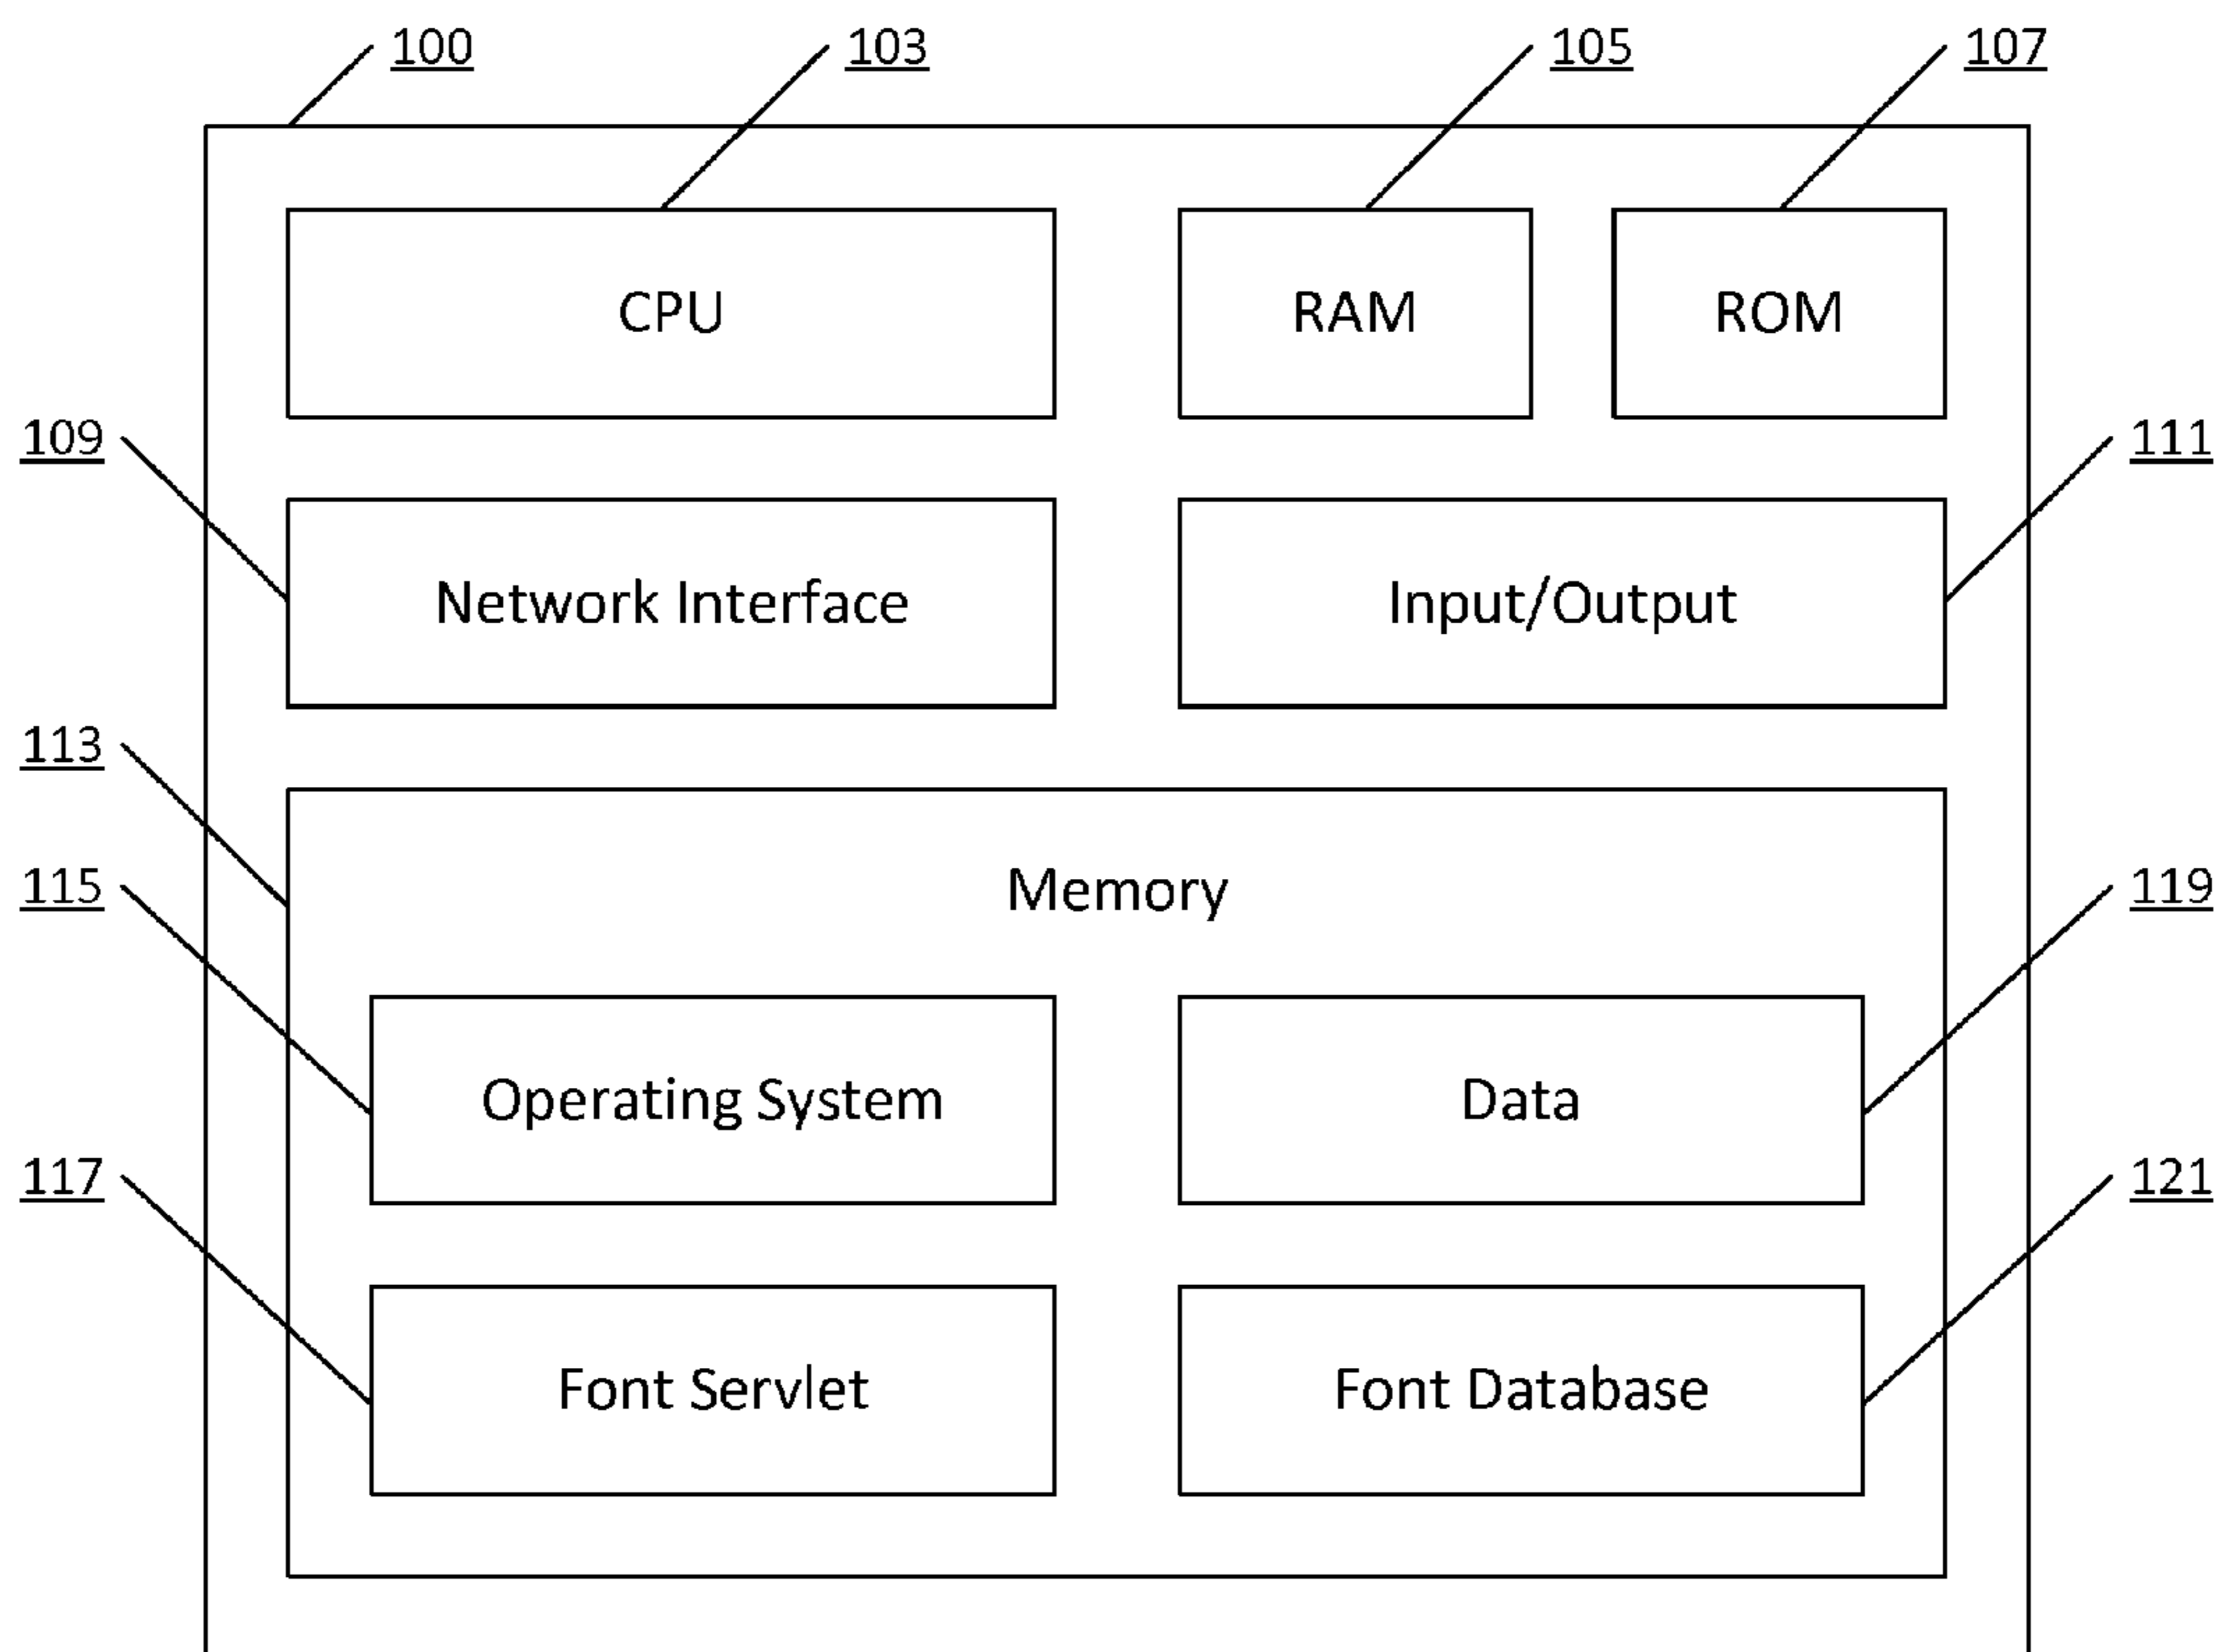 100 103 105 107
CPU RAM ROM
109 111
Network Interface Input/Output
113
Memory
115 119
Operating System Data
117 121
Font Servlet Font Database